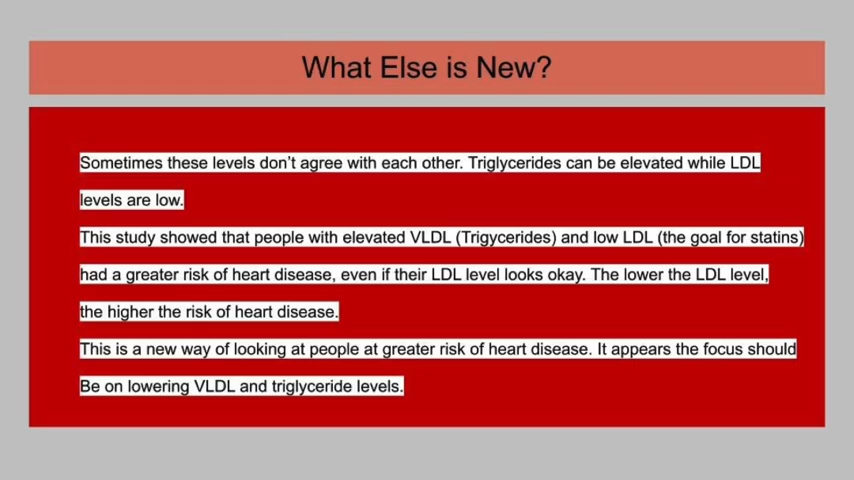 What Else is New?
Sometimes these levels don't agree with each other. Triglycerides can be elevated while LDL
levels are low.
This study showed that people with elevated VLDL (Trigycerides) and low LDL (the goal for statins)
had a greater risk of heart disease, even if their LDL level looks okay. The lower the LDL level,
the higher the risk of heart disease.
This is a new way of looking at people at greater risk of heart disease. It appears the focus should
Be on lowering VLDL and triglyceride levels.